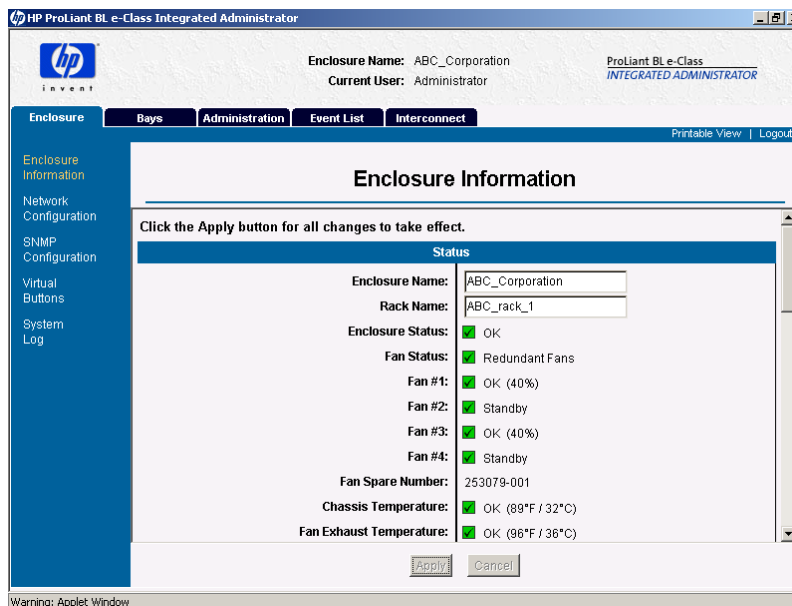 HP ProLiant BL e-Class Integrated Administrator
hp
invent
Enclosure Name: ABC_Corporation
Current User: Administrator
ProLiant BL e-Class
INTEGRATED ADMINISTRATOR
Enclosure Bays Administration Event List Interconnect
Printable View | Logout
Enclosure
Information
Network
Configuration
SNMP
Configuration
Virtual
Buttons
System
Log
Enclosure Information
Click the Apply button for all changes to take effect.
Status
Enclosure Name: ABC_Corporation
Rack Name: ABC_rack_1
Enclosure Status: OK
Fan Status: Redundant Fans
Fan #1: OK (40%)
Fan #2: Standby
Fan #3: OK (40%)
Fan #4: Standby
Fan Spare Number: 253079-001
Chassis Temperature: OK (89°F / 32°C)
Fan Exhaust Temperature: OK (96°F / 36°C)
Apply Cancel
Warning: Applet Window